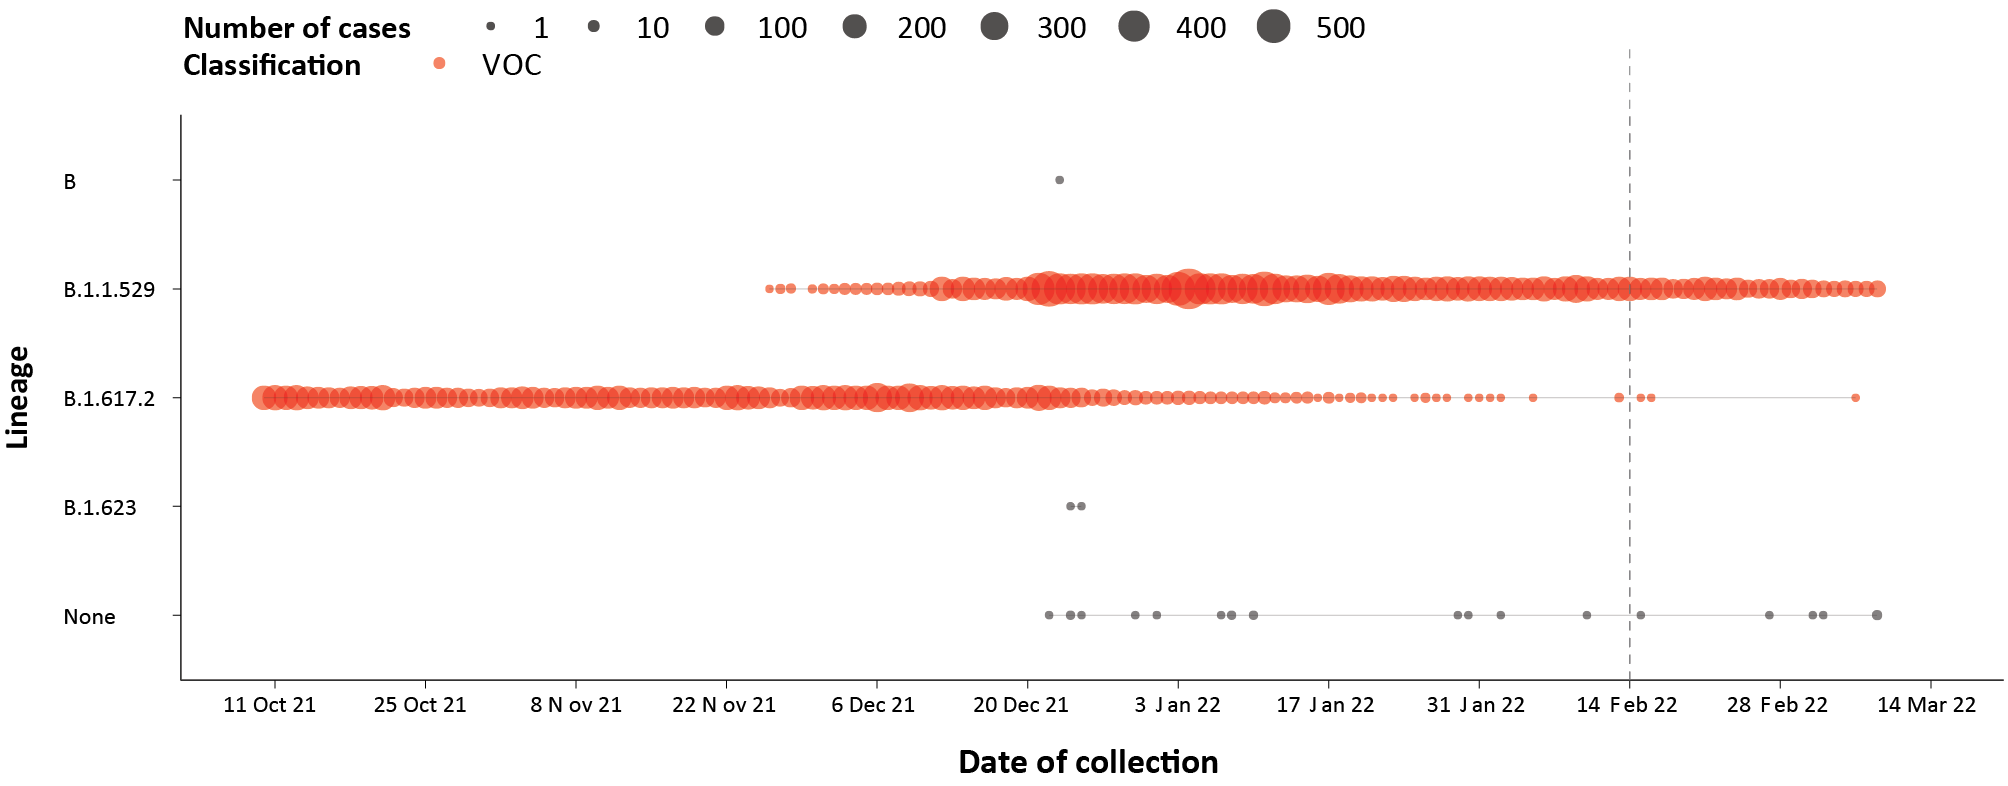 Number of cases 1 10 100 200 300 400 500
Classification VOC
B
B.1.1.529
B.1.617.2
B.1.623
None
Lineage
11 Oct 21 25 Oct 21 8 N ov 21 22 N ov 21 6 Dec 21 20 Dec 21 3 Jan 22 17 Jan 22 31 Jan 22 14 Feb 22 28 Feb 22 14 Mar 22
Date of collection